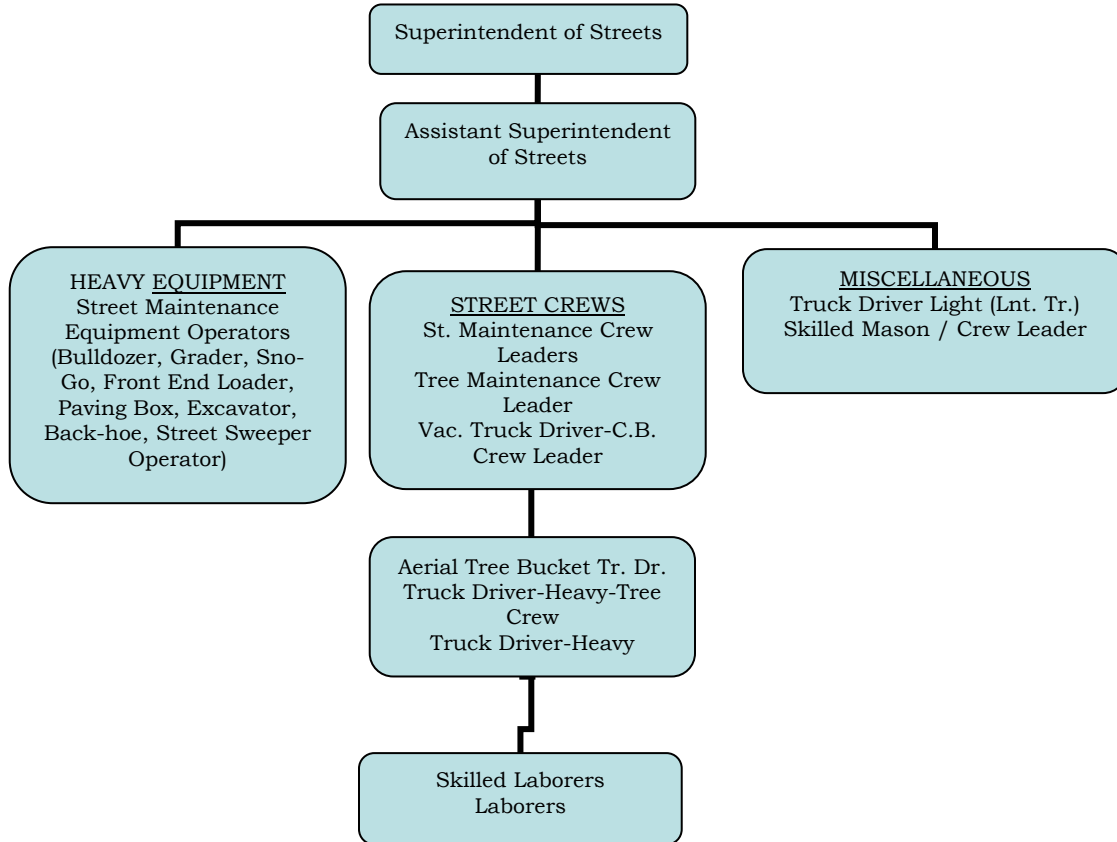 Superintendent of Streets
Assistant Superintendent
of Streets
HEAVY EQUIPMENT
Street Maintenance
Equipment Operators
(Bulldozer, Grader, Sno-
Go, Front End Loader,
Paving Box, Excavator,
Back-hoe, Street Sweeper
Operator)
STREET CREWS
St. Maintenance Crew
Leaders
Tree Maintenance Crew
Leader
Vac. Truck Driver-C.B.
Crew Leader
MISCELLANEOUS
Truck Driver Light (Lnt. Tr.)
Skilled Mason / Crew Leader
Aerial Tree Bucket Tr. Dr.
Truck Driver-Heavy-Tree
Crew
Truck Driver-Heavy
Skilled Laborers
Laborers